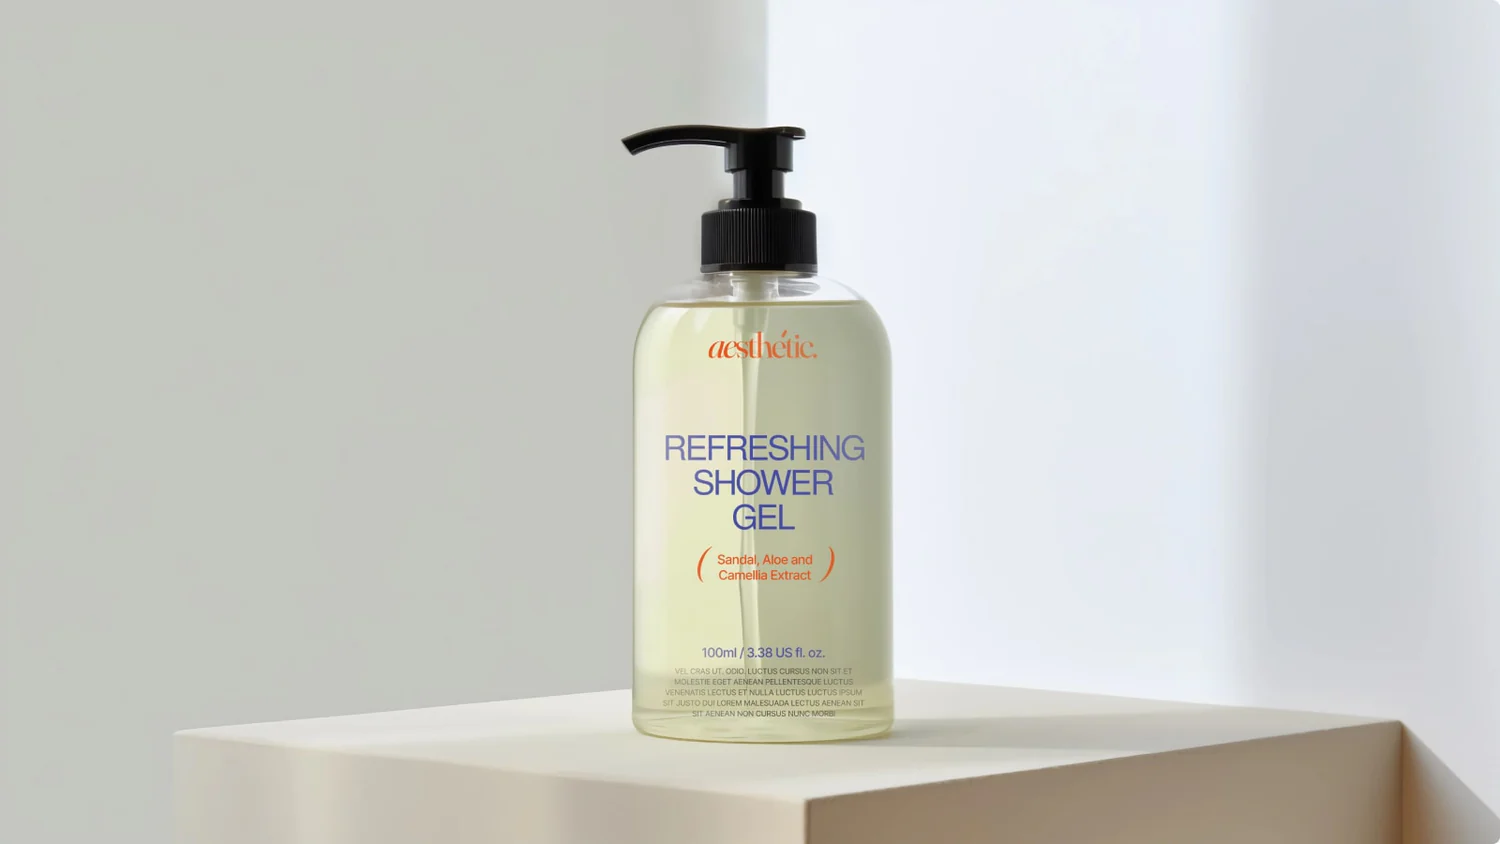 aesthétic.
REFRESHING
SHOWER
GEL
( Sandal, Aloe and
Camellia Extract )
100ml / 3.38 US fl. oz.
VEL CRAS UT. ODIO, LUCTUS CURSUS NON SIT ET
MOLESTIE EGET AENEAN PELLENTESQUE LUCTUS
VENENATIS LECTUS ET NULLA LUCTUS LUCTUS IPSUM
SIT JUSTO DUI LOREM MALESUADA LECTUS AENEAN SIT
SIT AENEAN NON CURSUS NUNC MORBI